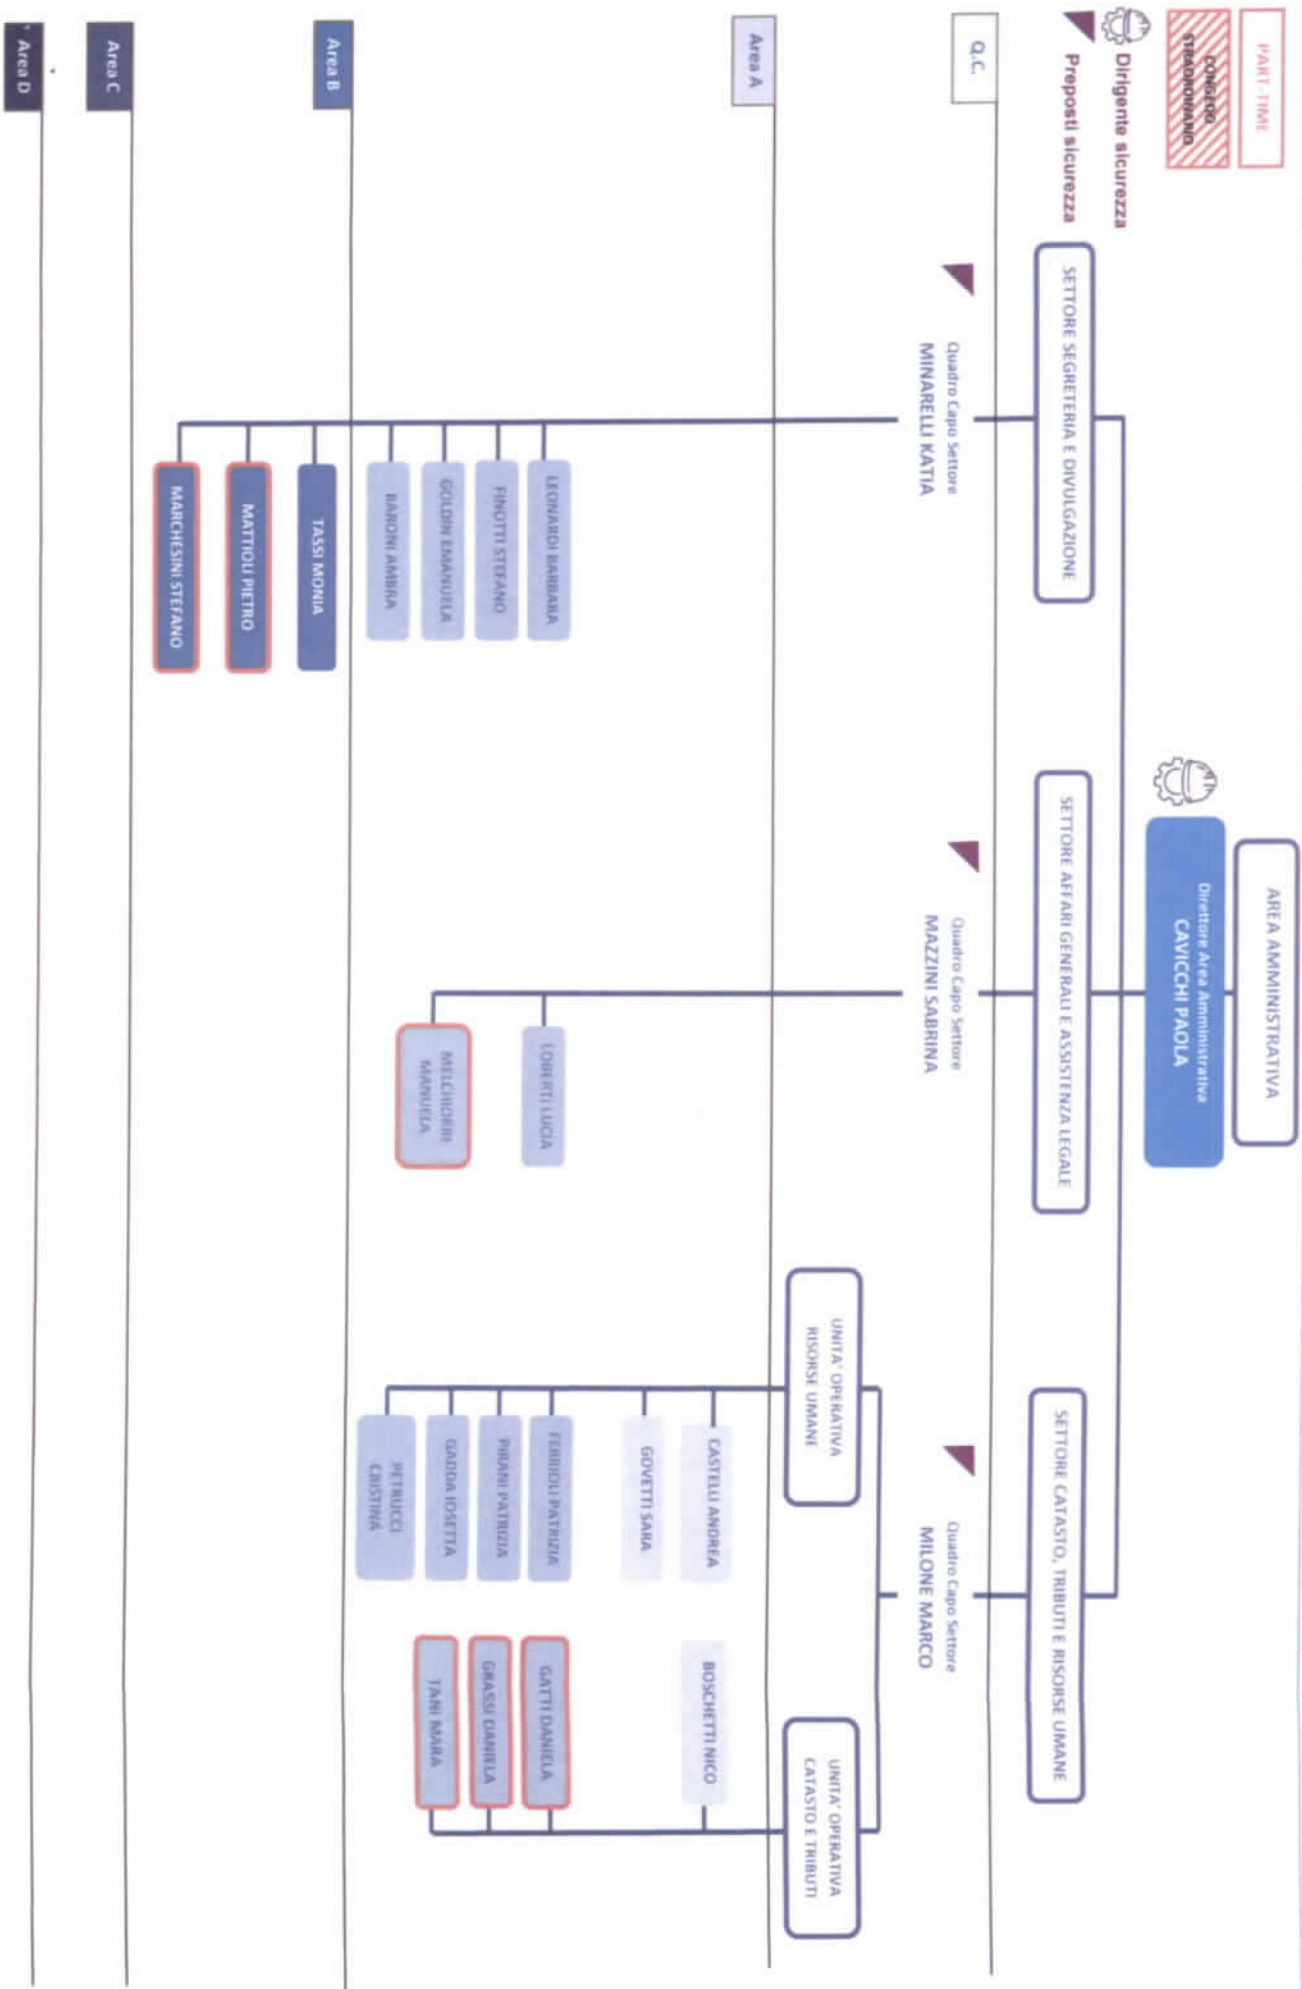 PART-TIME
CONGEDO
STRAORDINARIO
Dirigente sicurezza
Preposti sicurezza
AREA AMMINISTRATIVA
Direttore Area Amministrativa
CAVICCHI PAOLA
SETTORE SEGRETERIA E DIVULGAZIONE
SETTORE AFFARI GENERALI E ASSISTENZA LEGALE
SETTORE CATASTO, TRIBUTI E RISORSE UMANE
Q.C.
Quadro Capo Settore
MINARELLI KATIA
Quadro Capo Settore
MAZZINI SABRINA
Quadro Capo Settore
MILONE MARCO
UNITA' OPERATIVA
RISORSE UMANE
UNITA' OPERATIVA
CATASTO E TRIBUTI
Area A
CASTELLI ANDREA
BOSCHETTI NICO
GOVETTI SARA
LEONARDI BARBARA
FINOTTI STEFANO
GOLDIN EMANUELA
BARONI AMBRA
LOBERTI LUCIA
MELCHIORRI
MANUELA
FERRIOLI PATRIZIA
PIRANI PATRIZIA
GADDA IOSETTA
PETRUCCI
CRISTINA
GATTI DANIELA
GRASSI DANIELA
TANI MARA
Area B
TASSI MONIA
MATTIOLI PIETRO
MARCHESINI STEFANO
Area C
Area D